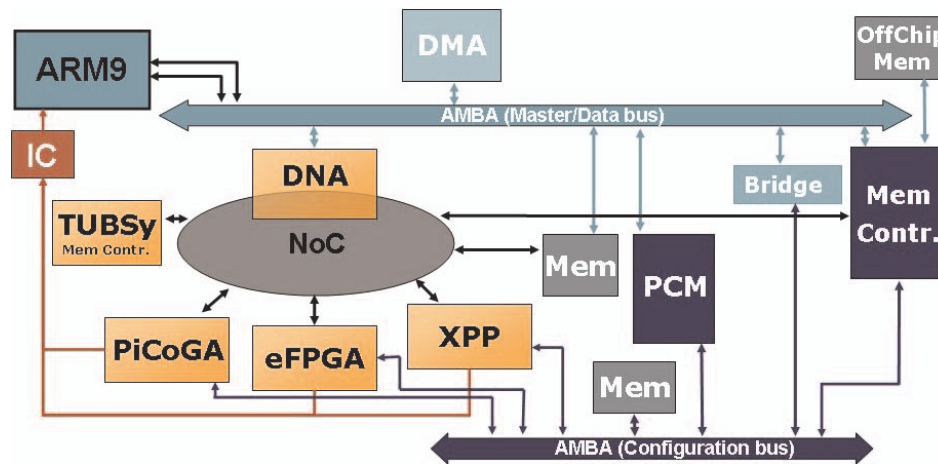 ARM9
DMA
OffChip
Mem
AMBA (Master/Data bus)
IC
DNA
Bridge
Mem
Contr.
TUBSy
Mem Contr.
NoC
Mem
PCM
PiCoGA
eFPGA
XPP
Mem
AMBA (Configuration bus)